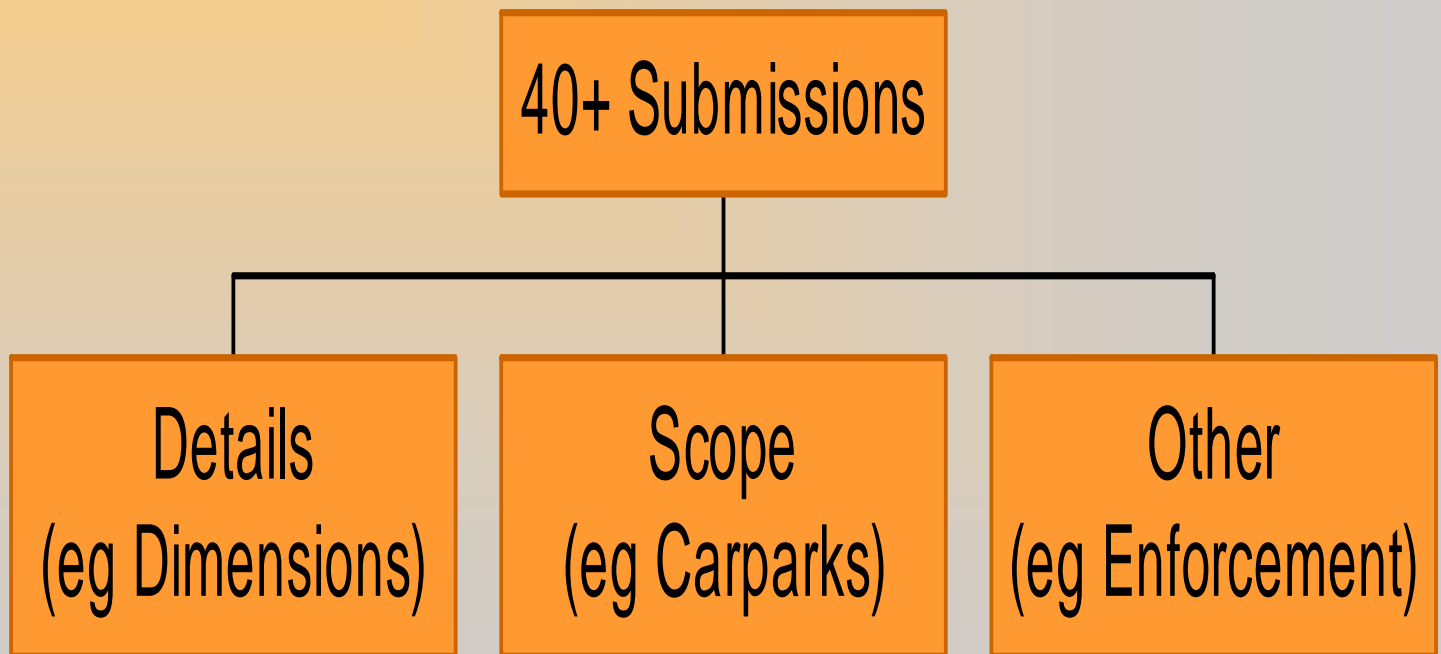 40+ Submissions
Details
(eg Dimensions)
Scope
(eg Carparks)
Other
(eg Enforcement)